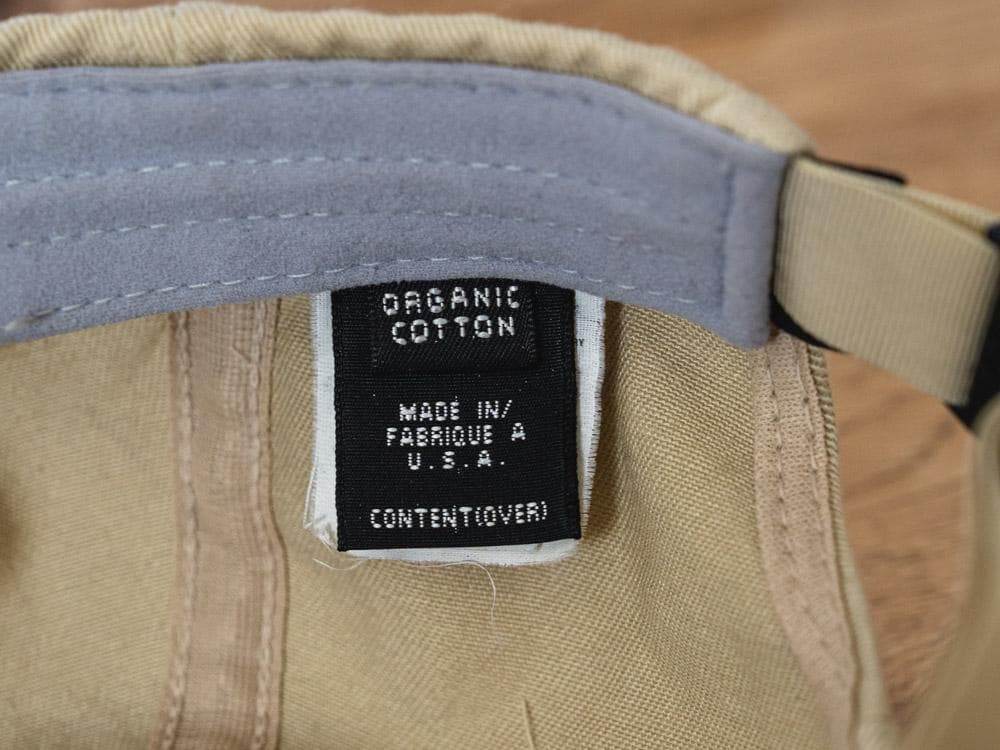 ORGANIC
COTTON
MADE IN/
FABRIQUE A
U.S.A.
CONTENT(OVER)